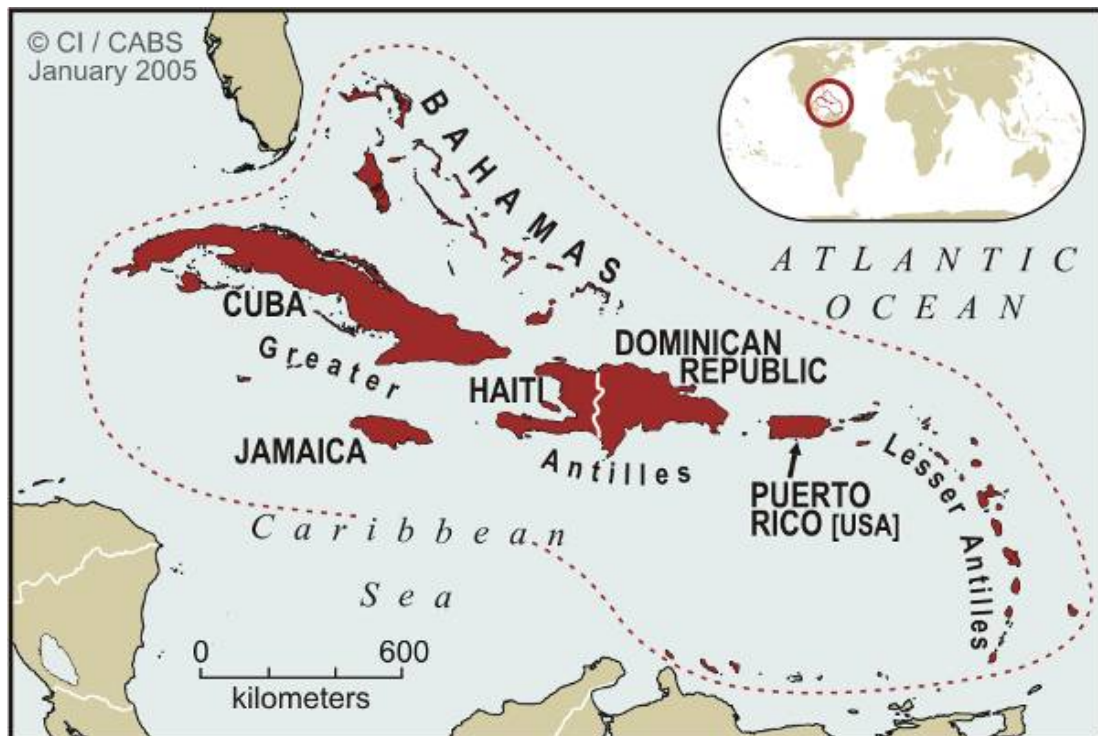 © CI / CABS
January 2005
BAHAMAS
ATLANTIC
OCEAN
CUBA
Greater
DOMINICAN
REPUBLIC
HAITI
JAMAICA
Antilles
Lesser
Antilles
PUERTO
RICO [USA]
Caribbean
Sea
0 600
kilometers